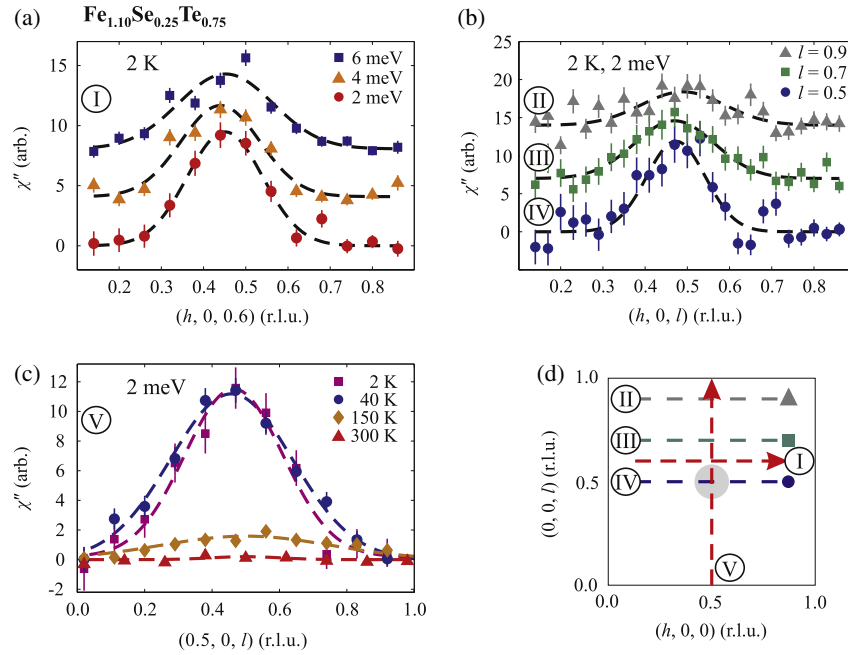 (a) Fe1.10Se0.25Te0.75
2 K
I
6 meV
4 meV
2 meV
15
10
5
0
χ″ (arb.)
0.2 0.3 0.4 0.5 0.6 0.7 0.8
(h, 0, 0.6) (r.l.u.)
(b)
2 K, 2 meV
l = 0.9
l = 0.7
l = 0.5
II
III
IV
25
20
15
10
5
0
χ″ (arb.)
0.2 0.3 0.4 0.5 0.6 0.7 0.8
(h, 0, l) (r.l.u.)
(c)
2 meV
V
2 K
40 K
150 K
300 K
12
10
8
6
4
2
0
-2
χ″ (arb.)
0.0 0.2 0.4 0.6 0.8 1.0
(0.5, 0, l) (r.l.u.)
(d)
1.0
0.5
0.0
(0, 0, l) (r.l.u.)
II
III
I
IV
V
0.0 0.5 1.0
(h, 0, 0) (r.l.u.)